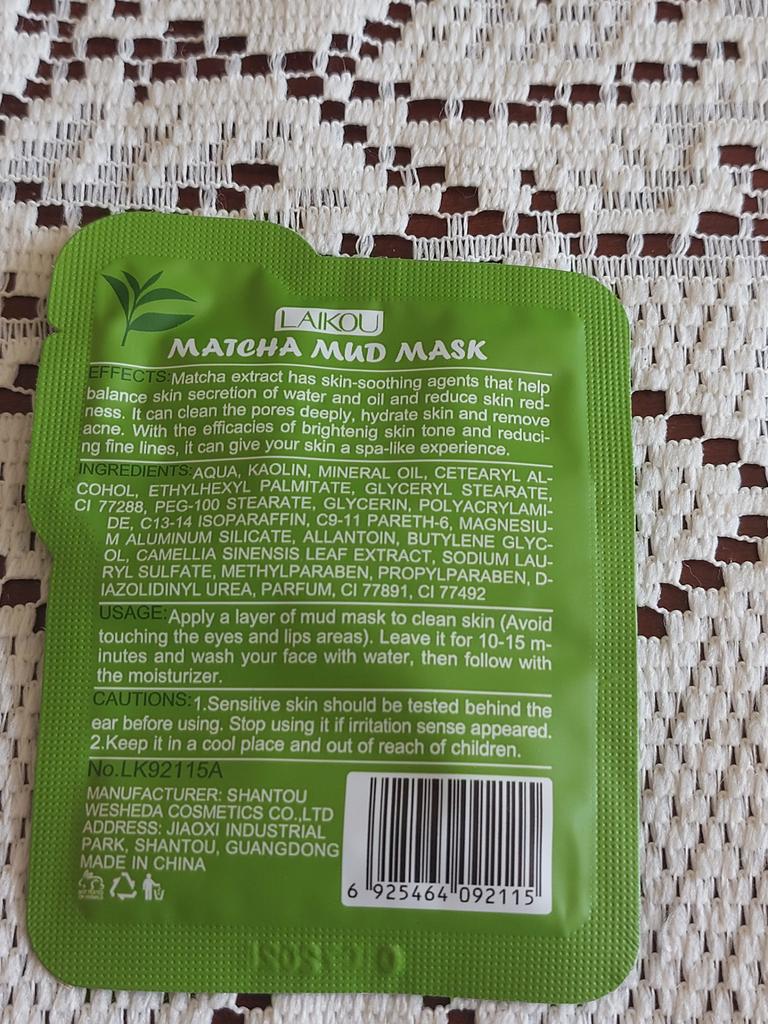 LAIKOU
MATCHA MUD MASK
EFFECTS:Matcha extract has skin-soothing agents that help
balance skin secretion of water and oil and reduce skin red-
ness. It can clean the pores deeply, hydrate skin and remove
acne. With the efficacies of brightenig skin tone and reduci-
ng fine lines, it can give your skin a spa-like experience.
INGREDIENTS:AQUA, KAOLIN, MINERAL OIL, CETEARYL AL-
COHOL, ETHYLHEXYL PALMITATE, GLYCERYL STEARATE,
CI 77288, PEG-100 STEARATE, GLYCERIN, POLYACRYLAMI-
DE, C13-14 ISOPARAFFIN, C9-11 PARETH-6, MAGNESIU-
M ALUMINUM SILICATE, ALLANTOIN, BUTYLENE GLYC-
OL, CAMELLIA SINENSIS LEAF EXTRACT, SODIUM LAU-
RYL SULFATE, METHYLPARABEN, PROPYLPARABEN, D-
IAZOLIDINYL UREA, PARFUM, CI 77891, CI 77492
USAGE:Apply a layer of mud mask to clean skin (Avoid
touching the eyes and lips areas). Leave it for 10-15 m-
inutes and wash your face with water, then follow with
the moisturizer.
CAUTIONS:1.Sensitive skin should be tested behind the
ear before using. Stop using it if irritation sense appeared.
2.Keep it in a cool place and out of reach of children.
No.LK92115A
MANUFACTURER: SHANTOU
WESHEDA COSMETICS CO.,LTD
ADDRESS: JIAOXI INDUSTRIAL
PARK, SHANTOU, GUANGDONG
MADE IN CHINA
6 925464 092115